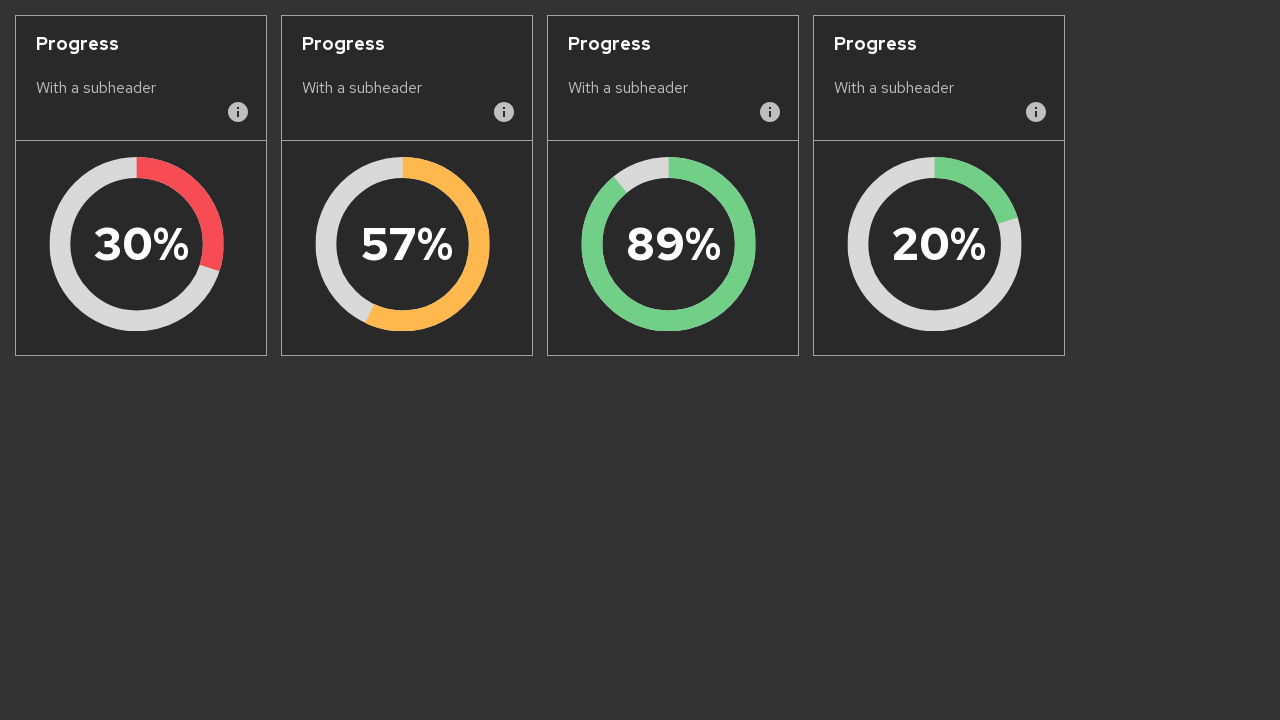 Progress
With a subheader
30%
Progress
With a subheader
57%
Progress
With a subheader
89%
Progress
With a subheader
20%